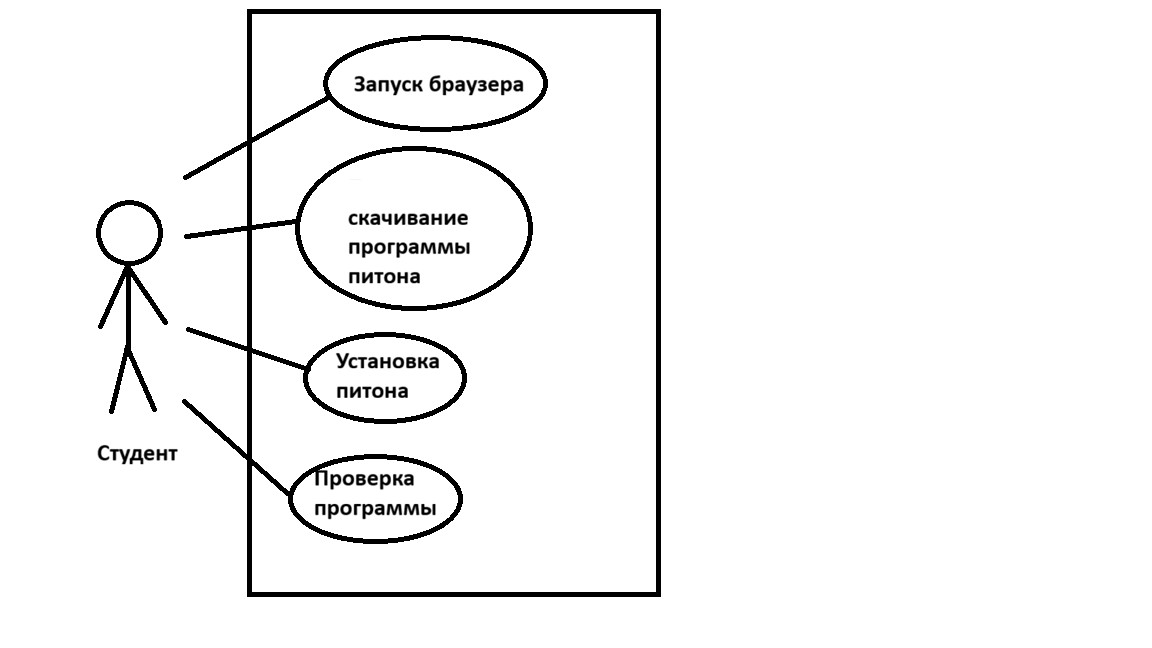 Запуск браузера
скачивание
программы
питона
Установка
питона
Студент
Проверка
программы